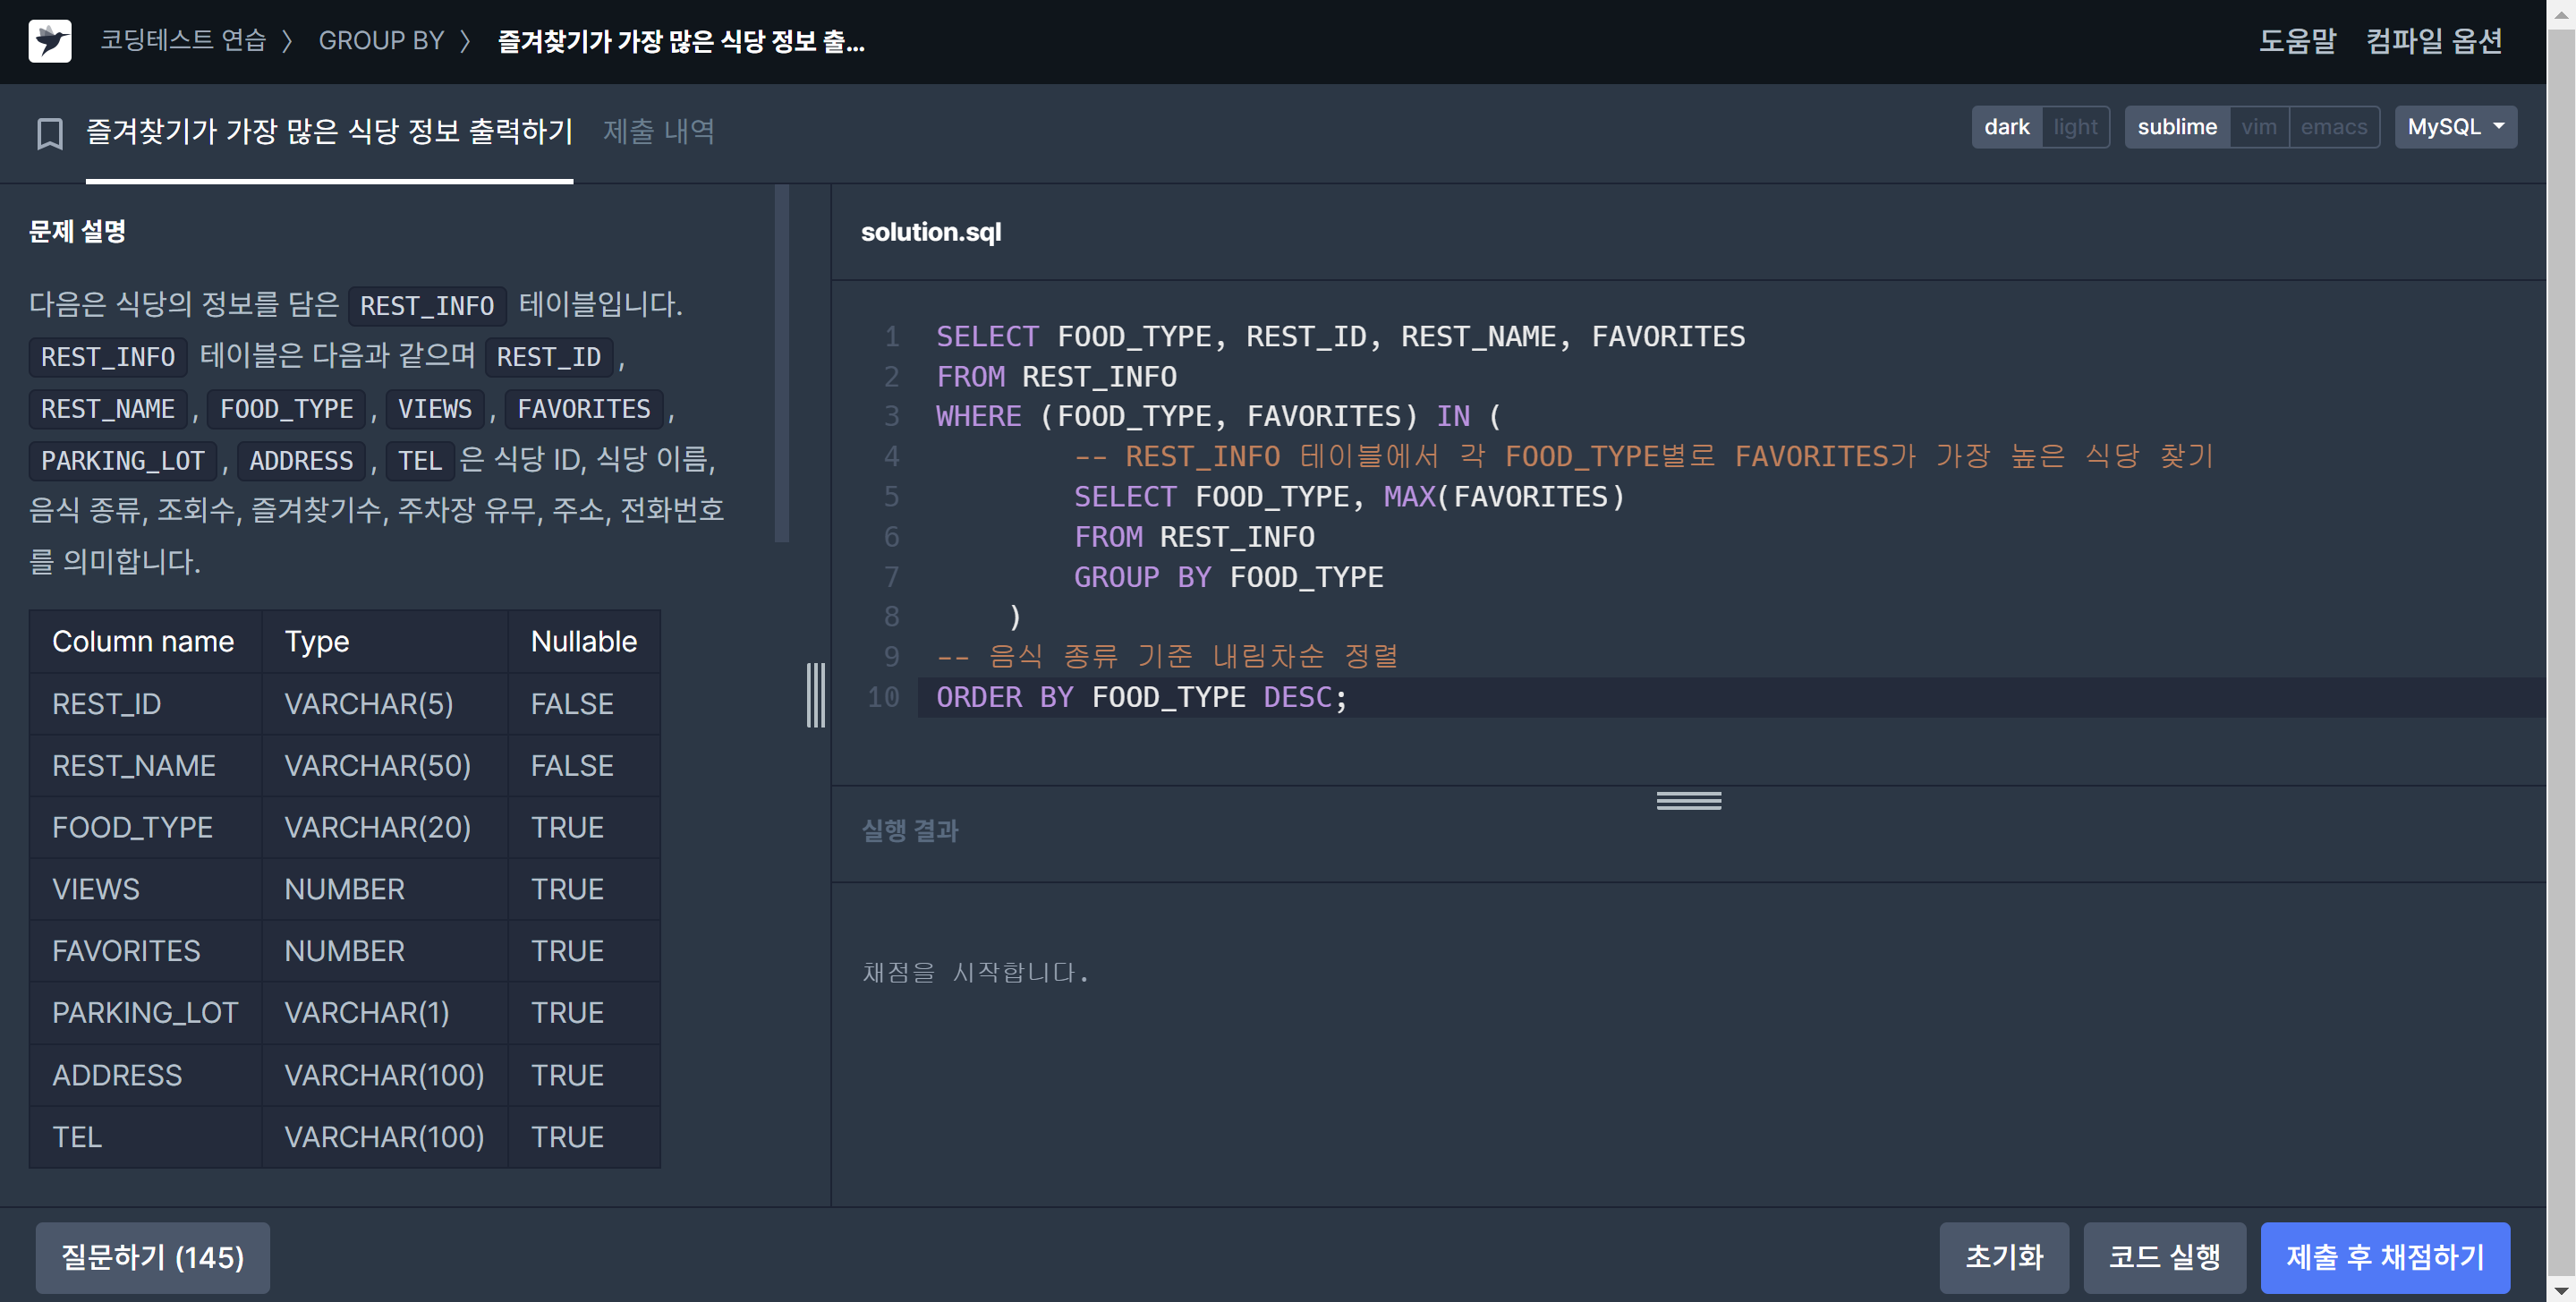 코딩테스트 연습 〉 GROUP BY 〉 즐겨찾기가 가장 많은 식당 정보 출...
도움말 컴파일 옵션
즐겨찾기가 가장 많은 식당 정보 출력하기 제출 내역
dark light sublime vim emacs MySQL
문제 설명
다음은 식당의 정보를 담은 REST_INFO 테이블입니다.
REST_INFO 테이블은 다음과 같으며 REST_ID ,
REST_NAME , FOOD_TYPE , VIEWS , FAVORITES ,
PARKING_LOT , ADDRESS , TEL 은 식당 ID, 식당 이름,
음식 종류, 조회수, 즐겨찾기수, 주차장 유무, 주소, 전화번호
를 의미합니다.
Column name Type Nullable
REST_ID VARCHAR(5) FALSE
REST_NAME VARCHAR(50) FALSE
FOOD_TYPE VARCHAR(20) TRUE
VIEWS NUMBER TRUE
FAVORITES NUMBER TRUE
PARKING_LOT VARCHAR(1) TRUE
ADDRESS VARCHAR(100) TRUE
TEL VARCHAR(100) TRUE
solution.sql
1 SELECT FOOD_TYPE, REST_ID, REST_NAME, FAVORITES
2 FROM REST_INFO
3 WHERE (FOOD_TYPE, FAVORITES) IN (
4 -- REST_INFO 테이블에서 각 FOOD_TYPE별로 FAVORITES가 가장 높은 식당 찾기
5 SELECT FOOD_TYPE, MAX(FAVORITES)
6 FROM REST_INFO
7 GROUP BY FOOD_TYPE
8 )
9 -- 음식 종류 기준 내림차순 정렬
10 ORDER BY FOOD_TYPE DESC;
실행 결과
채점을 시작합니다.
질문하기 (145)
초기화 코드 실행 제출 후 채점하기